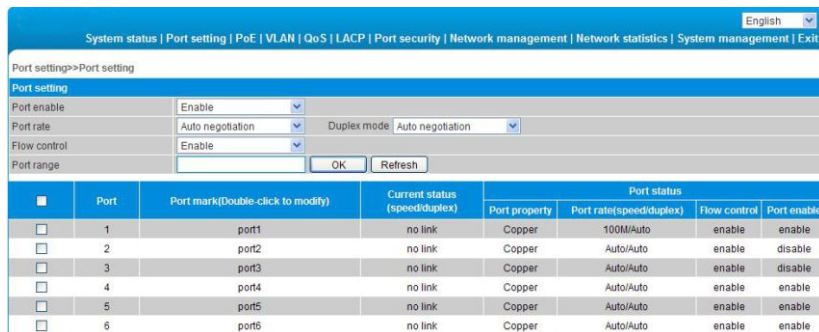 English
System status | Port setting | PoE | VLAN | QoS | LACP | Port security | Network management | Network statistics | System management | Exit
Port setting>>Port setting
Port setting
Port enable Enable
Port rate Auto negotiation Duplex mode Auto negotiation
Flow control Enable
Port range OK Refresh
Port Port mark(Double-click to modify) Current status (speed/duplex) Port status
Port property Port rate(speed/duplex) Flow control Port enable
1 port1 no link Copper 100M/Auto enable enable
2 port2 no link Copper Auto/Auto enable disable
3 port3 no link Copper Auto/Auto enable disable
4 port4 no link Copper Auto/Auto enable enable
5 port5 no link Copper Auto/Auto enable enable
6 port6 no link Copper Auto/Auto enable enable